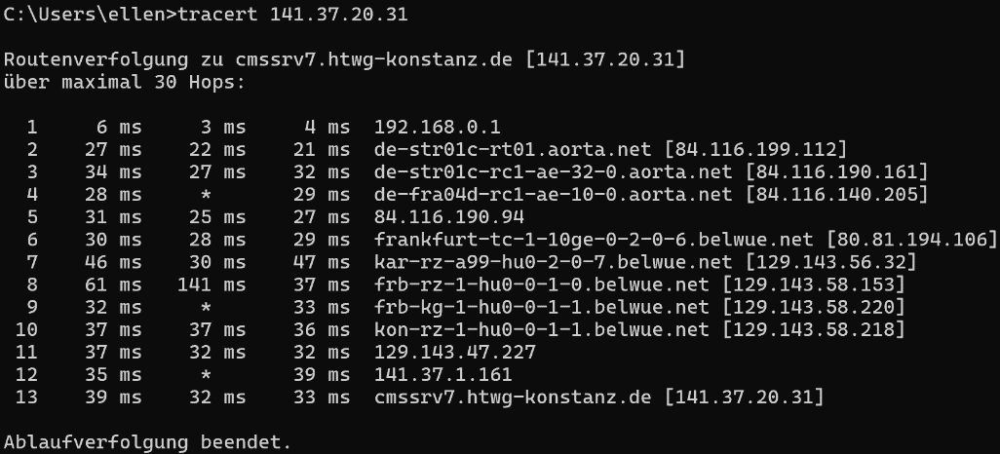 C:\Users\ellen>tracert 141.37.20.31
Routenverfolgung zu cmssrv7.htwg-konstanz.de [141.37.20.31]
über maximal 30 Hops:
1 6 ms 3 ms 4 ms 192.168.0.1
2 27 ms 22 ms 21 ms de-str01c-rt01.aorta.net [84.116.199.112]
3 34 ms 27 ms 32 ms de-str01c-rc1-ae-32-0.aorta.net [84.116.190.161]
4 28 ms * 29 ms de-fra04d-rc1-ae-10-0.aorta.net [84.116.140.205]
5 31 ms 25 ms 27 ms 84.116.190.94
6 30 ms 28 ms 29 ms frankfurt-tc-1-10ge-0-2-0-6.belwue.net [80.81.194.106]
7 46 ms 30 ms 47 ms kar-rz-a99-hu0-2-0-7.belwue.net [129.143.56.32]
8 61 ms 141 ms 37 ms frb-rz-1-hu0-0-1-0.belwue.net [129.143.58.153]
9 32 ms * 33 ms frb-kg-1-hu0-0-1-1.belwue.net [129.143.58.220]
10 37 ms 37 ms 36 ms kon-rz-1-hu0-0-1-1.belwue.net [129.143.58.218]
11 37 ms 32 ms 32 ms 129.143.47.227
12 35 ms * 39 ms 141.37.1.161
13 39 ms 32 ms 33 ms cmssrv7.htwg-konstanz.de [141.37.20.31]
Ablaufverfolgung beendet.